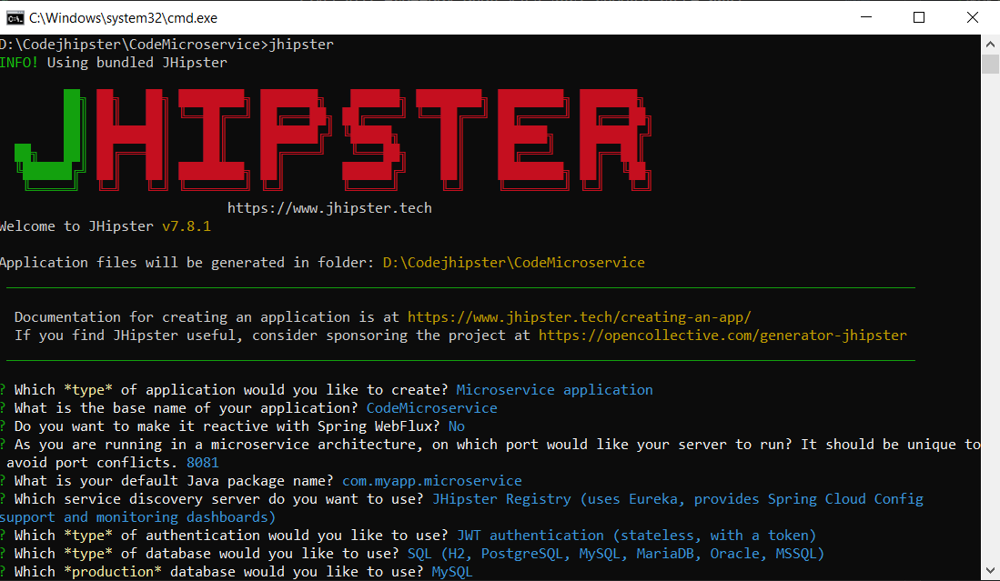 C:\Windows\system32\cmd.exe
D:\Codejhipster\CodeMicroservice>jhipster
INFO! Using bundled JHipster
JHIPSTER
https://www.jhipster.tech
Welcome to JHipster v7.8.1
Application files will be generated in folder: D:\Codejhipster\CodeMicroservice
Documentation for creating an application is at https://www.jhipster.tech/creating-an-app/
If you find JHipster useful, consider sponsoring the project at https://opencollective.com/generator-jhipster
? Which *type* of application would you like to create? Microservice application
? What is the base name of your application? CodeMicroservice
? Do you want to make it reactive with Spring WebFlux? No
? As you are running in a microservice architecture, on which port would like your server to run? It should be unique to
avoid port conflicts. 8081
? What is your default Java package name? com.myapp.microservice
? Which service discovery server do you want to use? JHipster Registry (uses Eureka, provides Spring Cloud Config
support and monitoring dashboards)
? Which *type* of authentication would you like to use? JWT authentication (stateless, with a token)
? Which *type* of database would you like to use? SQL (H2, PostgreSQL, MySQL, MariaDB, Oracle, MSSQL)
? Which *production* database would you like to use? MySQL